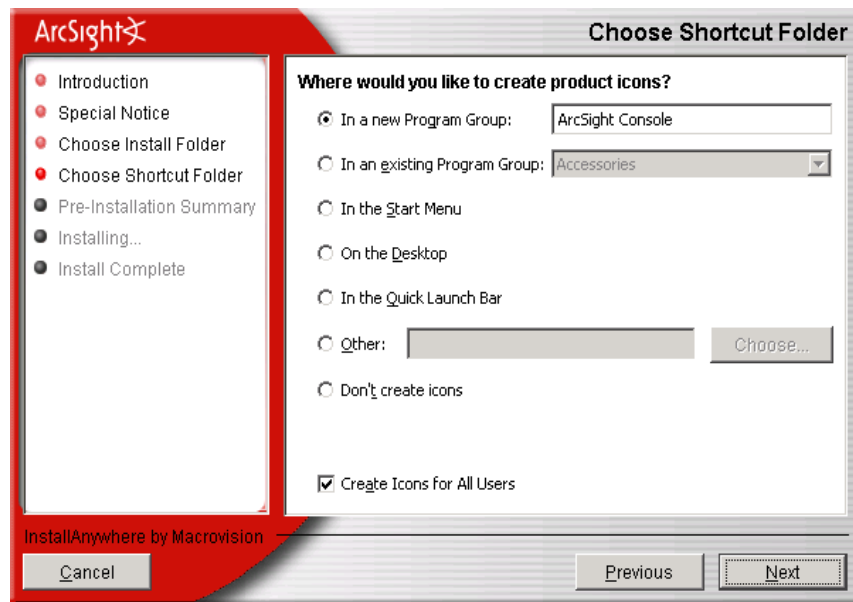 ArcSight
Choose Shortcut Folder
Introduction
Special Notice
Choose Install Folder
Choose Shortcut Folder
Pre-Installation Summary
Installing...
Install Complete
Where would you like to create product icons?
In a new Program Group: ArcSight Console
In an existing Program Group: Accessories
In the Start Menu
On the Desktop
In the Quick Launch Bar
Other: Choose...
Don't create icons
Create Icons for All Users
InstallAnywhere by Macrovision
Cancel Previous Next